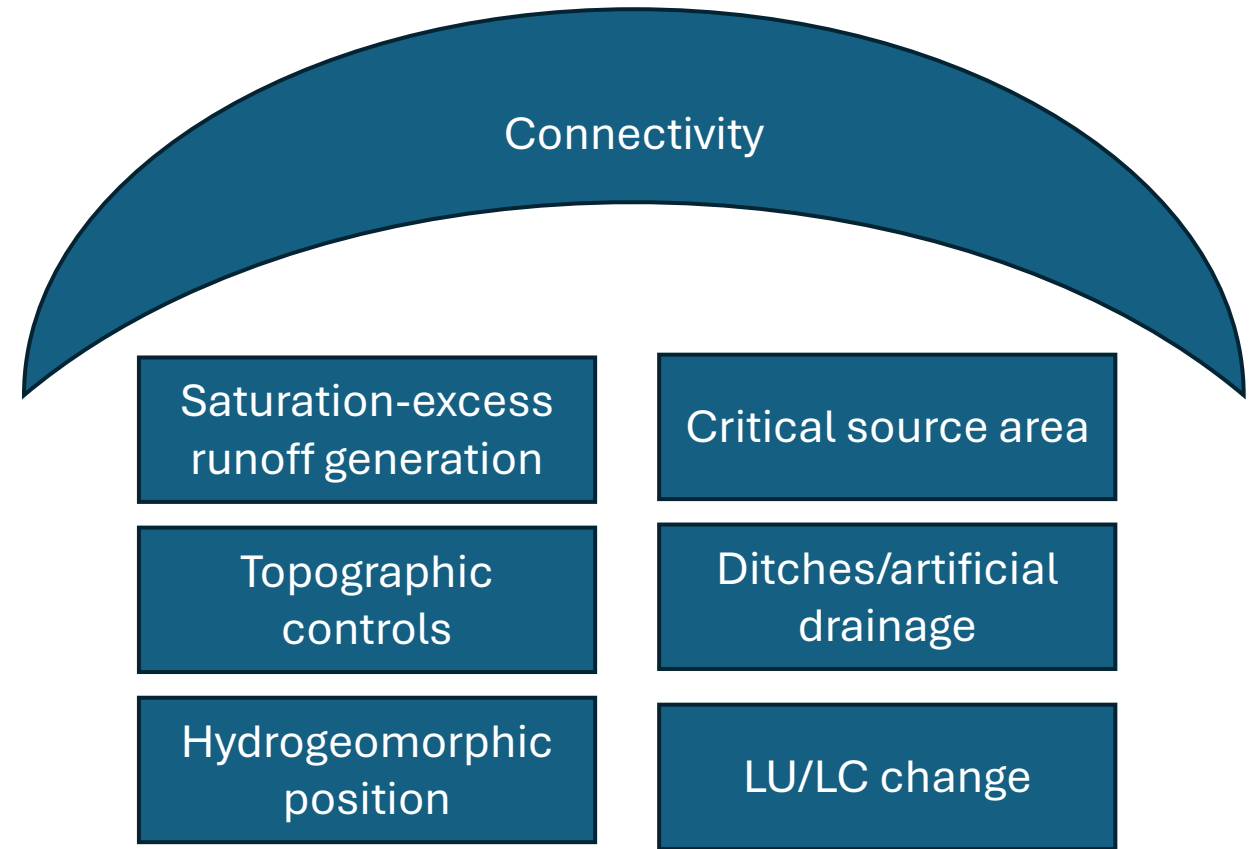 Connectivity
Saturation-excess
runoff generation
Critical source area
Topographic
controls
Ditches/artificial
drainage
Hydrogeomorphic
position
LU/LC change